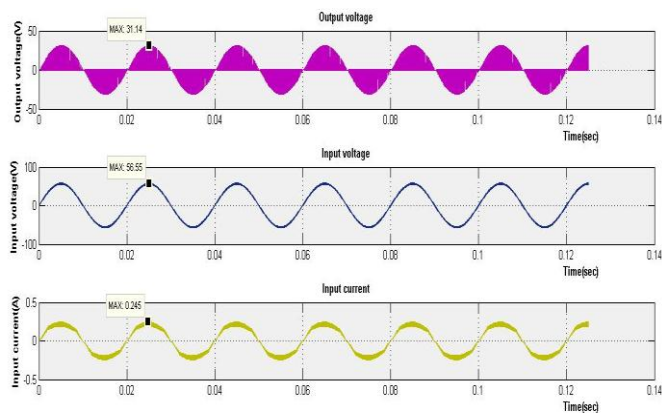 Output voltage
MAX: 31.14
Output voltage(V)
50
0
-50
0 0.02 0.04 0.06 0.08 0.1 0.12 0.14
Time(sec)
Input voltage
MAX: 56.55
Input voltage(V)
100
0
-100
0 0.02 0.04 0.06 0.08 0.1 0.12 0.14
Time(sec)
Input current
MAX: 0.245
Input current(A)
0.5
0
-0.5
0 0.02 0.04 0.06 0.08 0.1 0.12 0.14
Time(sec)